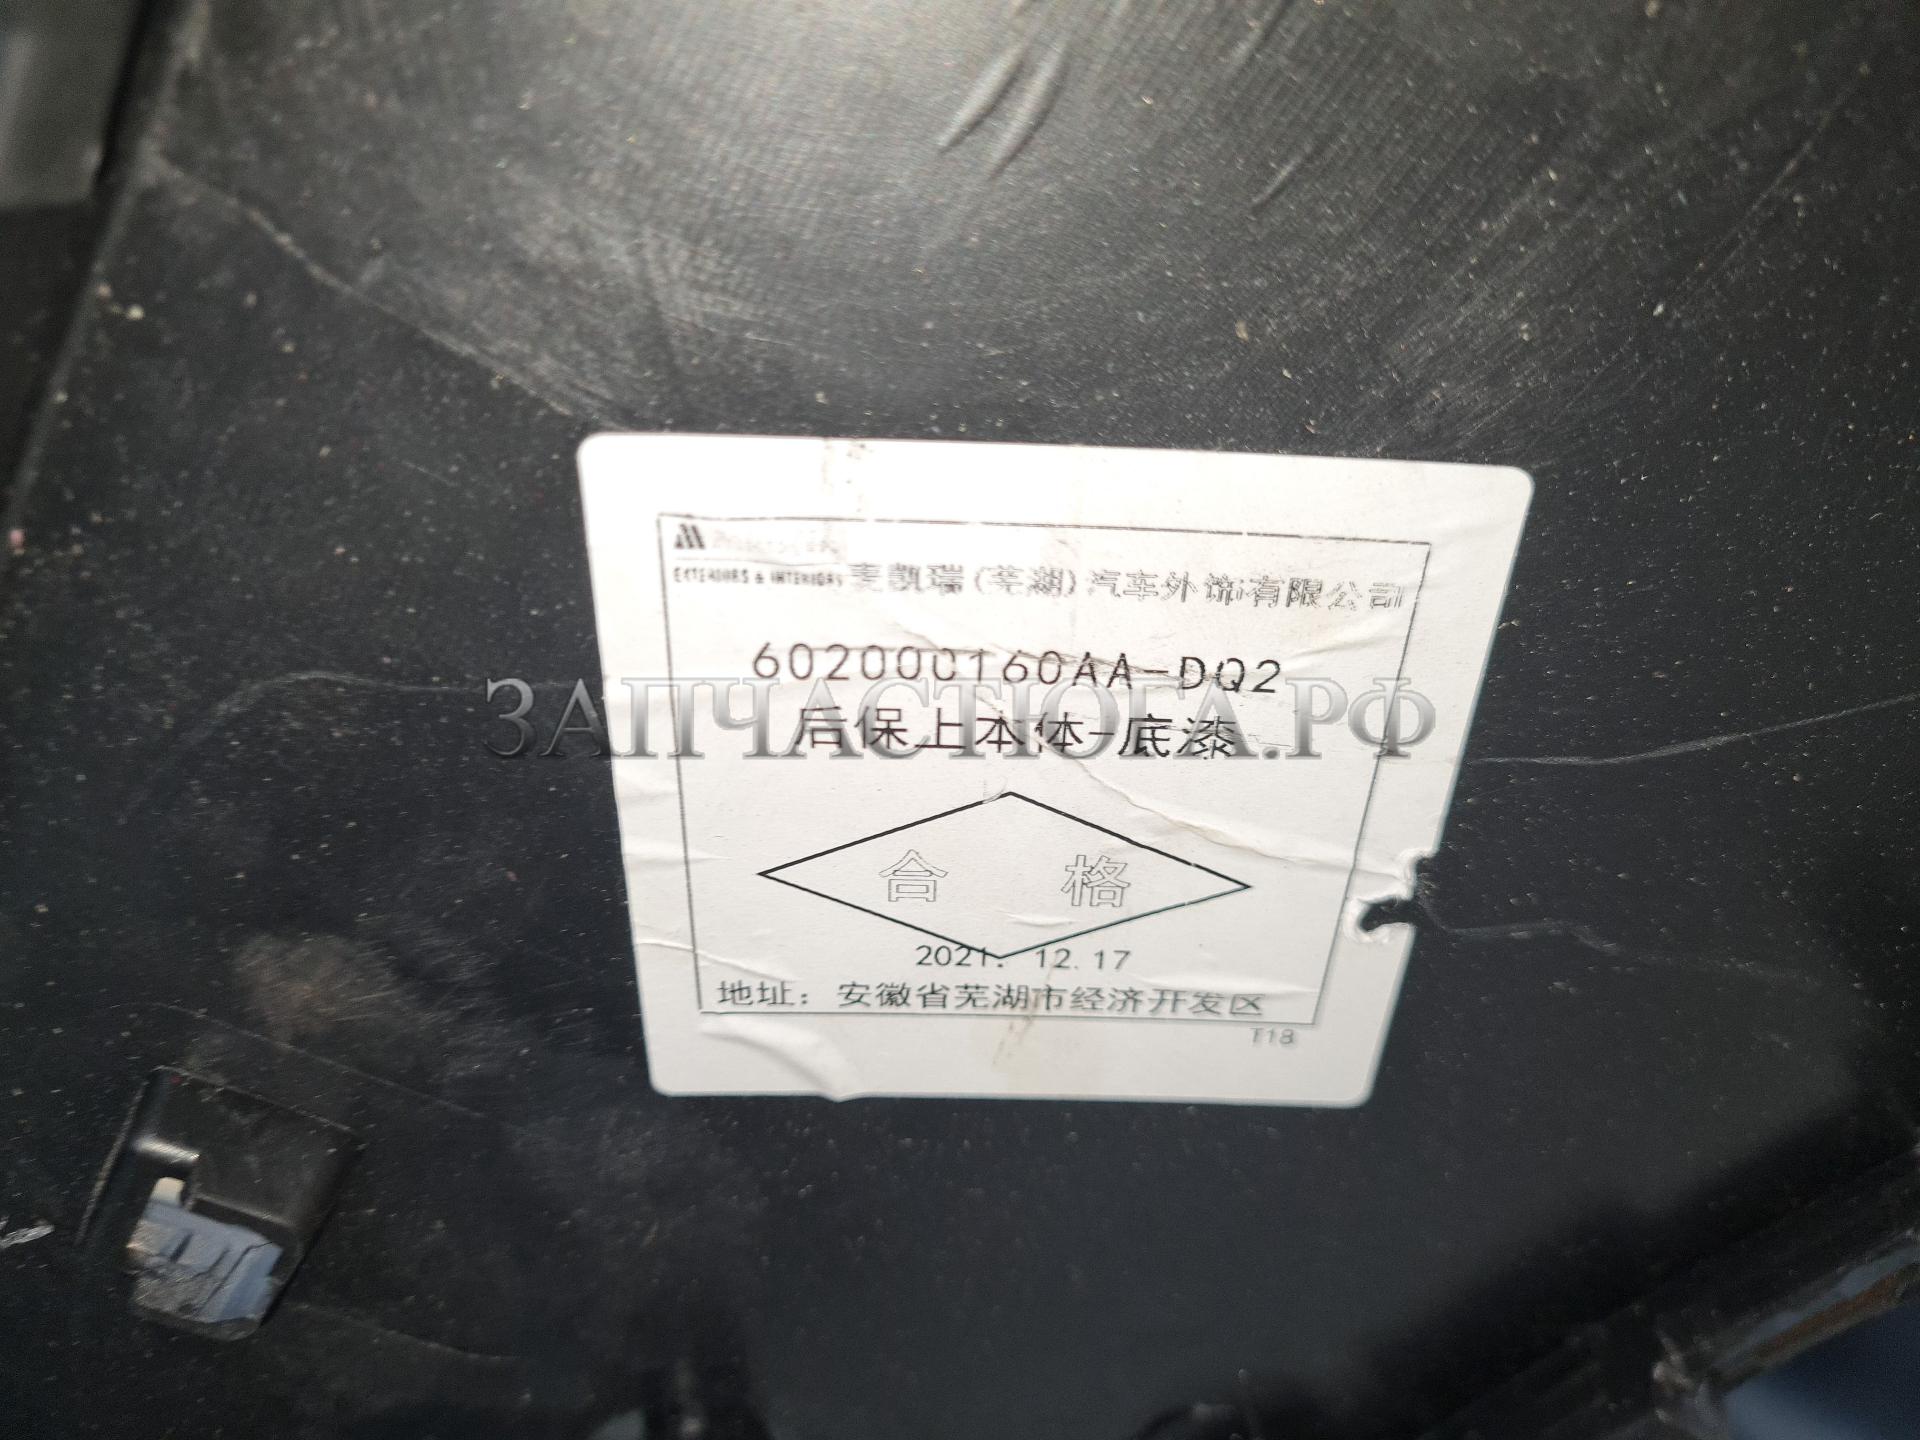 EXTERIORS & INTERIORS 麦凯瑞(芜湖)汽车外饰有限公司
602000160AA-DQ2
后保上本体-底漆
ЗАПЧАСТЮГА.РФ
合 格
2021. 12. 17
地址：安徽省芜湖市经济开发区
T18